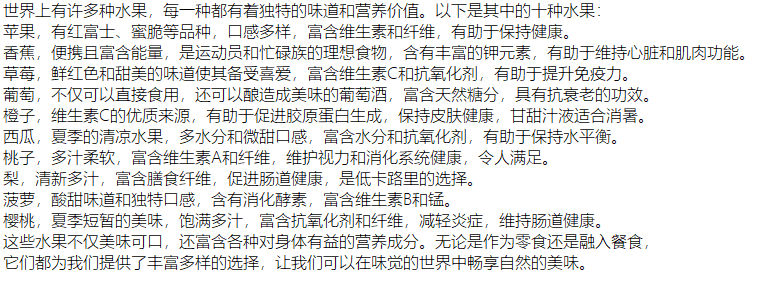 世界上有许多种水果，每一种都有着独特的味道和营养价值。以下是其中的十种水果：
苹果，有红富士、蜜脆等品种，口感多样，富含维生素和纤维，有助于保持健康。
香蕉，便携且富含能量，是运动员和忙碌族的理想食物，含有丰富的钾元素，有助于维持心脏和肌肉功能。
草莓，鲜红色和甜美的味道使其备受喜爱，富含维生素C和抗氧化剂，有助于提升免疫力。
葡萄，不仅可以直接食用，还可以酿造成美味的葡萄酒，富含天然糖分，具有抗衰老的功效。
橙子，维生素C的优质来源，有助于促进胶原蛋白生成，保持皮肤健康，甘甜汁液适合消暑。
西瓜，夏季的清凉水果，多水分和微甜口感，富含水分和抗氧化剂，有助于保持水平衡。
桃子，多汁柔软，富含维生素A和纤维，维护视力和消化系统健康，令人满足。
梨，清新多汁，富含膳食纤维，促进肠道健康，是低卡路里的选择。
菠萝，酸甜味道和独特口感，含有消化酵素，富含维生素B和锰。
樱桃，夏季短暂的美味，饱满多汁，富含抗氧化剂和纤维，减轻炎症，维持肠道健康。
这些水果不仅美味可口，还富含各种对身体有益的营养成分。无论是作为零食还是融入餐食，
它们都为我们提供了丰富多样的选择，让我们可以在味觉的世界中畅享自然的美味。